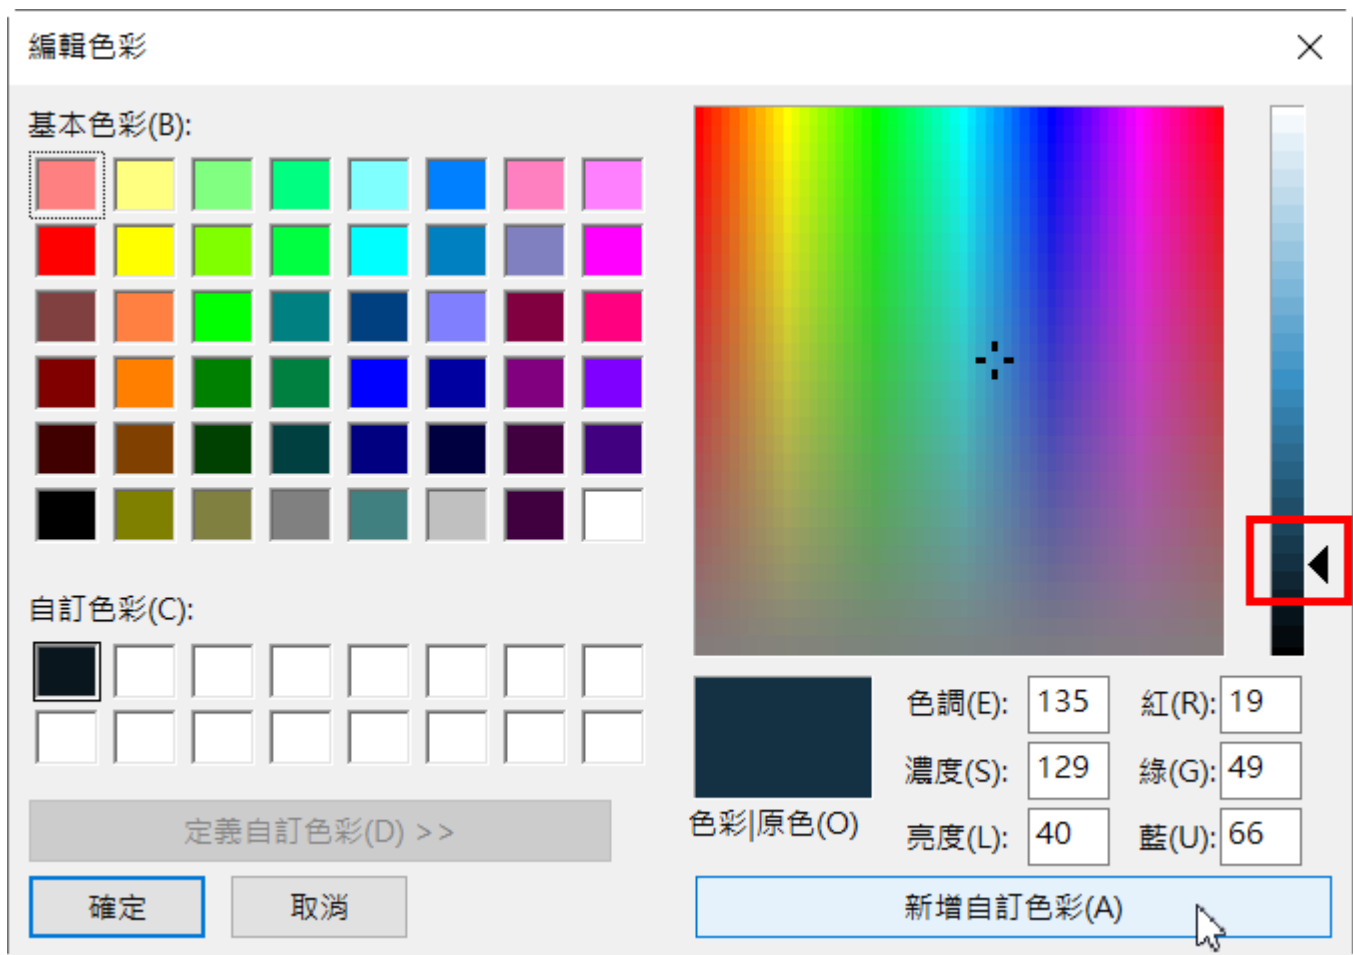 編輯色彩
基本色彩(B):
自訂色彩(C):
定義自訂色彩(D) >>
確定
取消
色彩|原色(O)
色調(E): 135
紅(R): 19
濃度(S): 129
綠(G): 49
亮度(L): 40
藍(U): 66
新增自訂色彩(A)